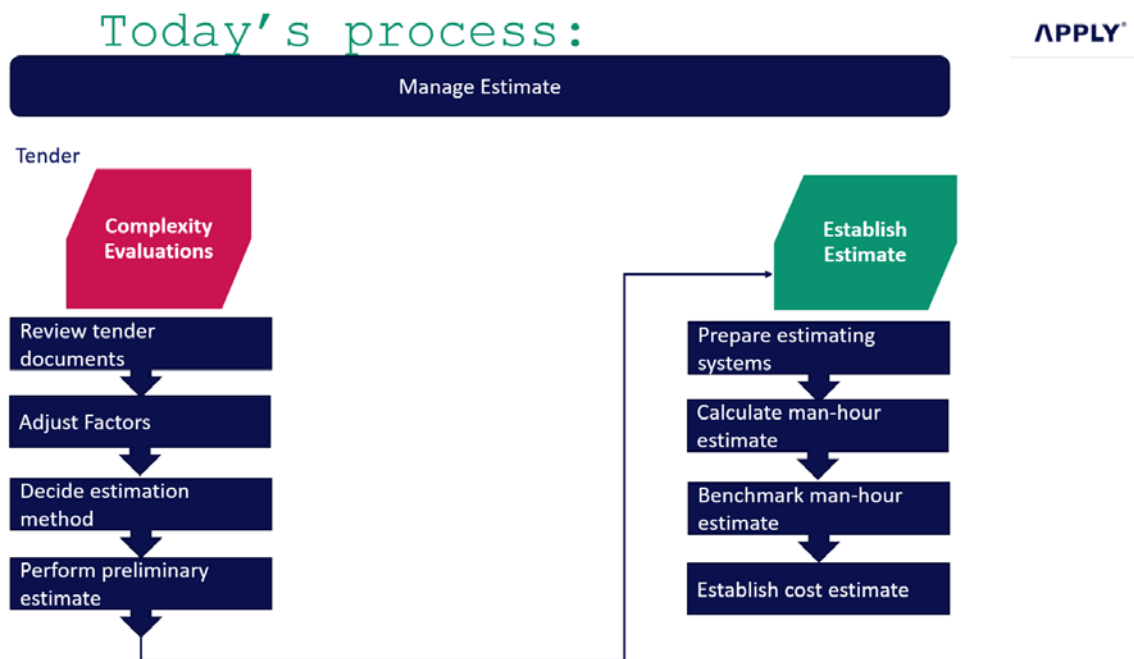 Today’s process:
APPLY®
Manage Estimate
Tender
Complexity
Evaluations
Review tender
documents
Adjust Factors
Decide estimation
method
Perform preliminary
estimate
Establish
Estimate
Prepare estimating
systems
Calculate man-hour
estimate
Benchmark man-hour
estimate
Establish cost estimate